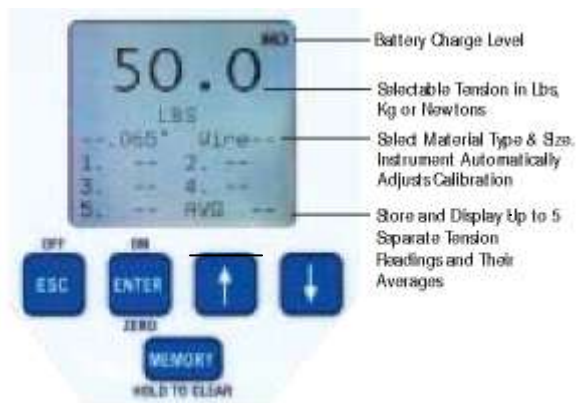 50.0
LBS
--.065" Wire--
1. -- 2. --
3. -- 4. --
5. -- AVG --
Battery Charge Level
Selectable Tension in Lbs,
Kg or Newtons
Select Material Type & Size.
Instrument Automatically
Adjusts Calibration
Store and Display Up to 5
Separate Tension
Readings and Their
Averages
OFF
ON
ESC
ENTER
ZERO
MEMORY
HOLD TO CLEAR